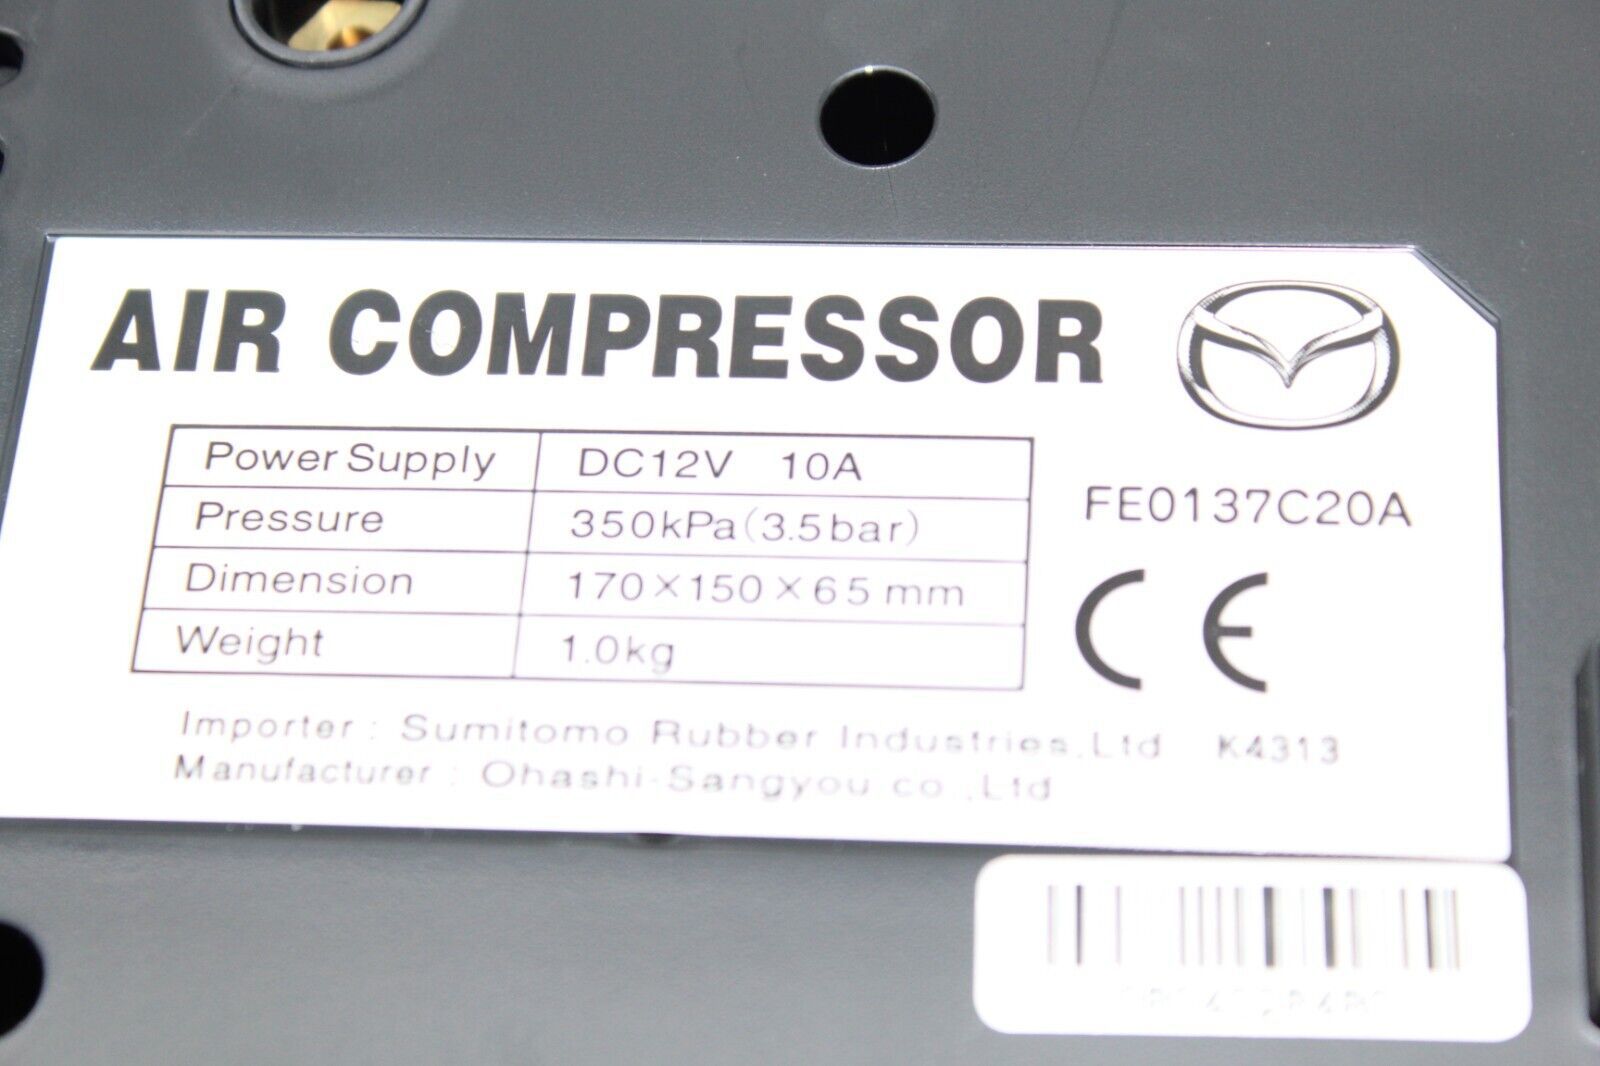 AIR COMPRESSOR
Power Supply DC12V 10A
Pressure 350kPa(3.5bar)
Dimension 170×150×65mm
Weight 1.0kg
FE0137C20A
CE
Importer : Sumitomo Rubber Industries,Ltd K4313
Manufacturer : Ohashi-Sangyou co.,Ltd